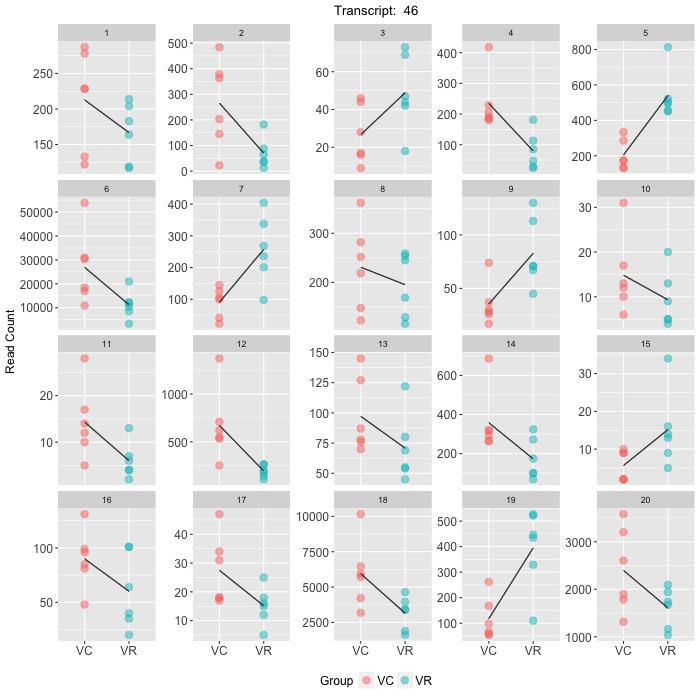 Transcript: 46
1 2 3 4 5
250 200 150
500 400 300 200 100 0
60 40 20
400 300 200 100
800 600 400 200
6 7 8 9 10
50000 40000 30000 20000 10000
400 300 200 100
300 200
100 50
30 20 10
Read Count
11 12 13 14 15
20 10
1000 500
150 125 100 75 50
600 400 200
30 20 10
16 17 18 19 20
100 50
40 30 20 10
10000 7500 5000 2500
500 400 300 200 100
3000 2000 1000
VC VR VC VR VC VR VC VR VC VR
Group VC VR